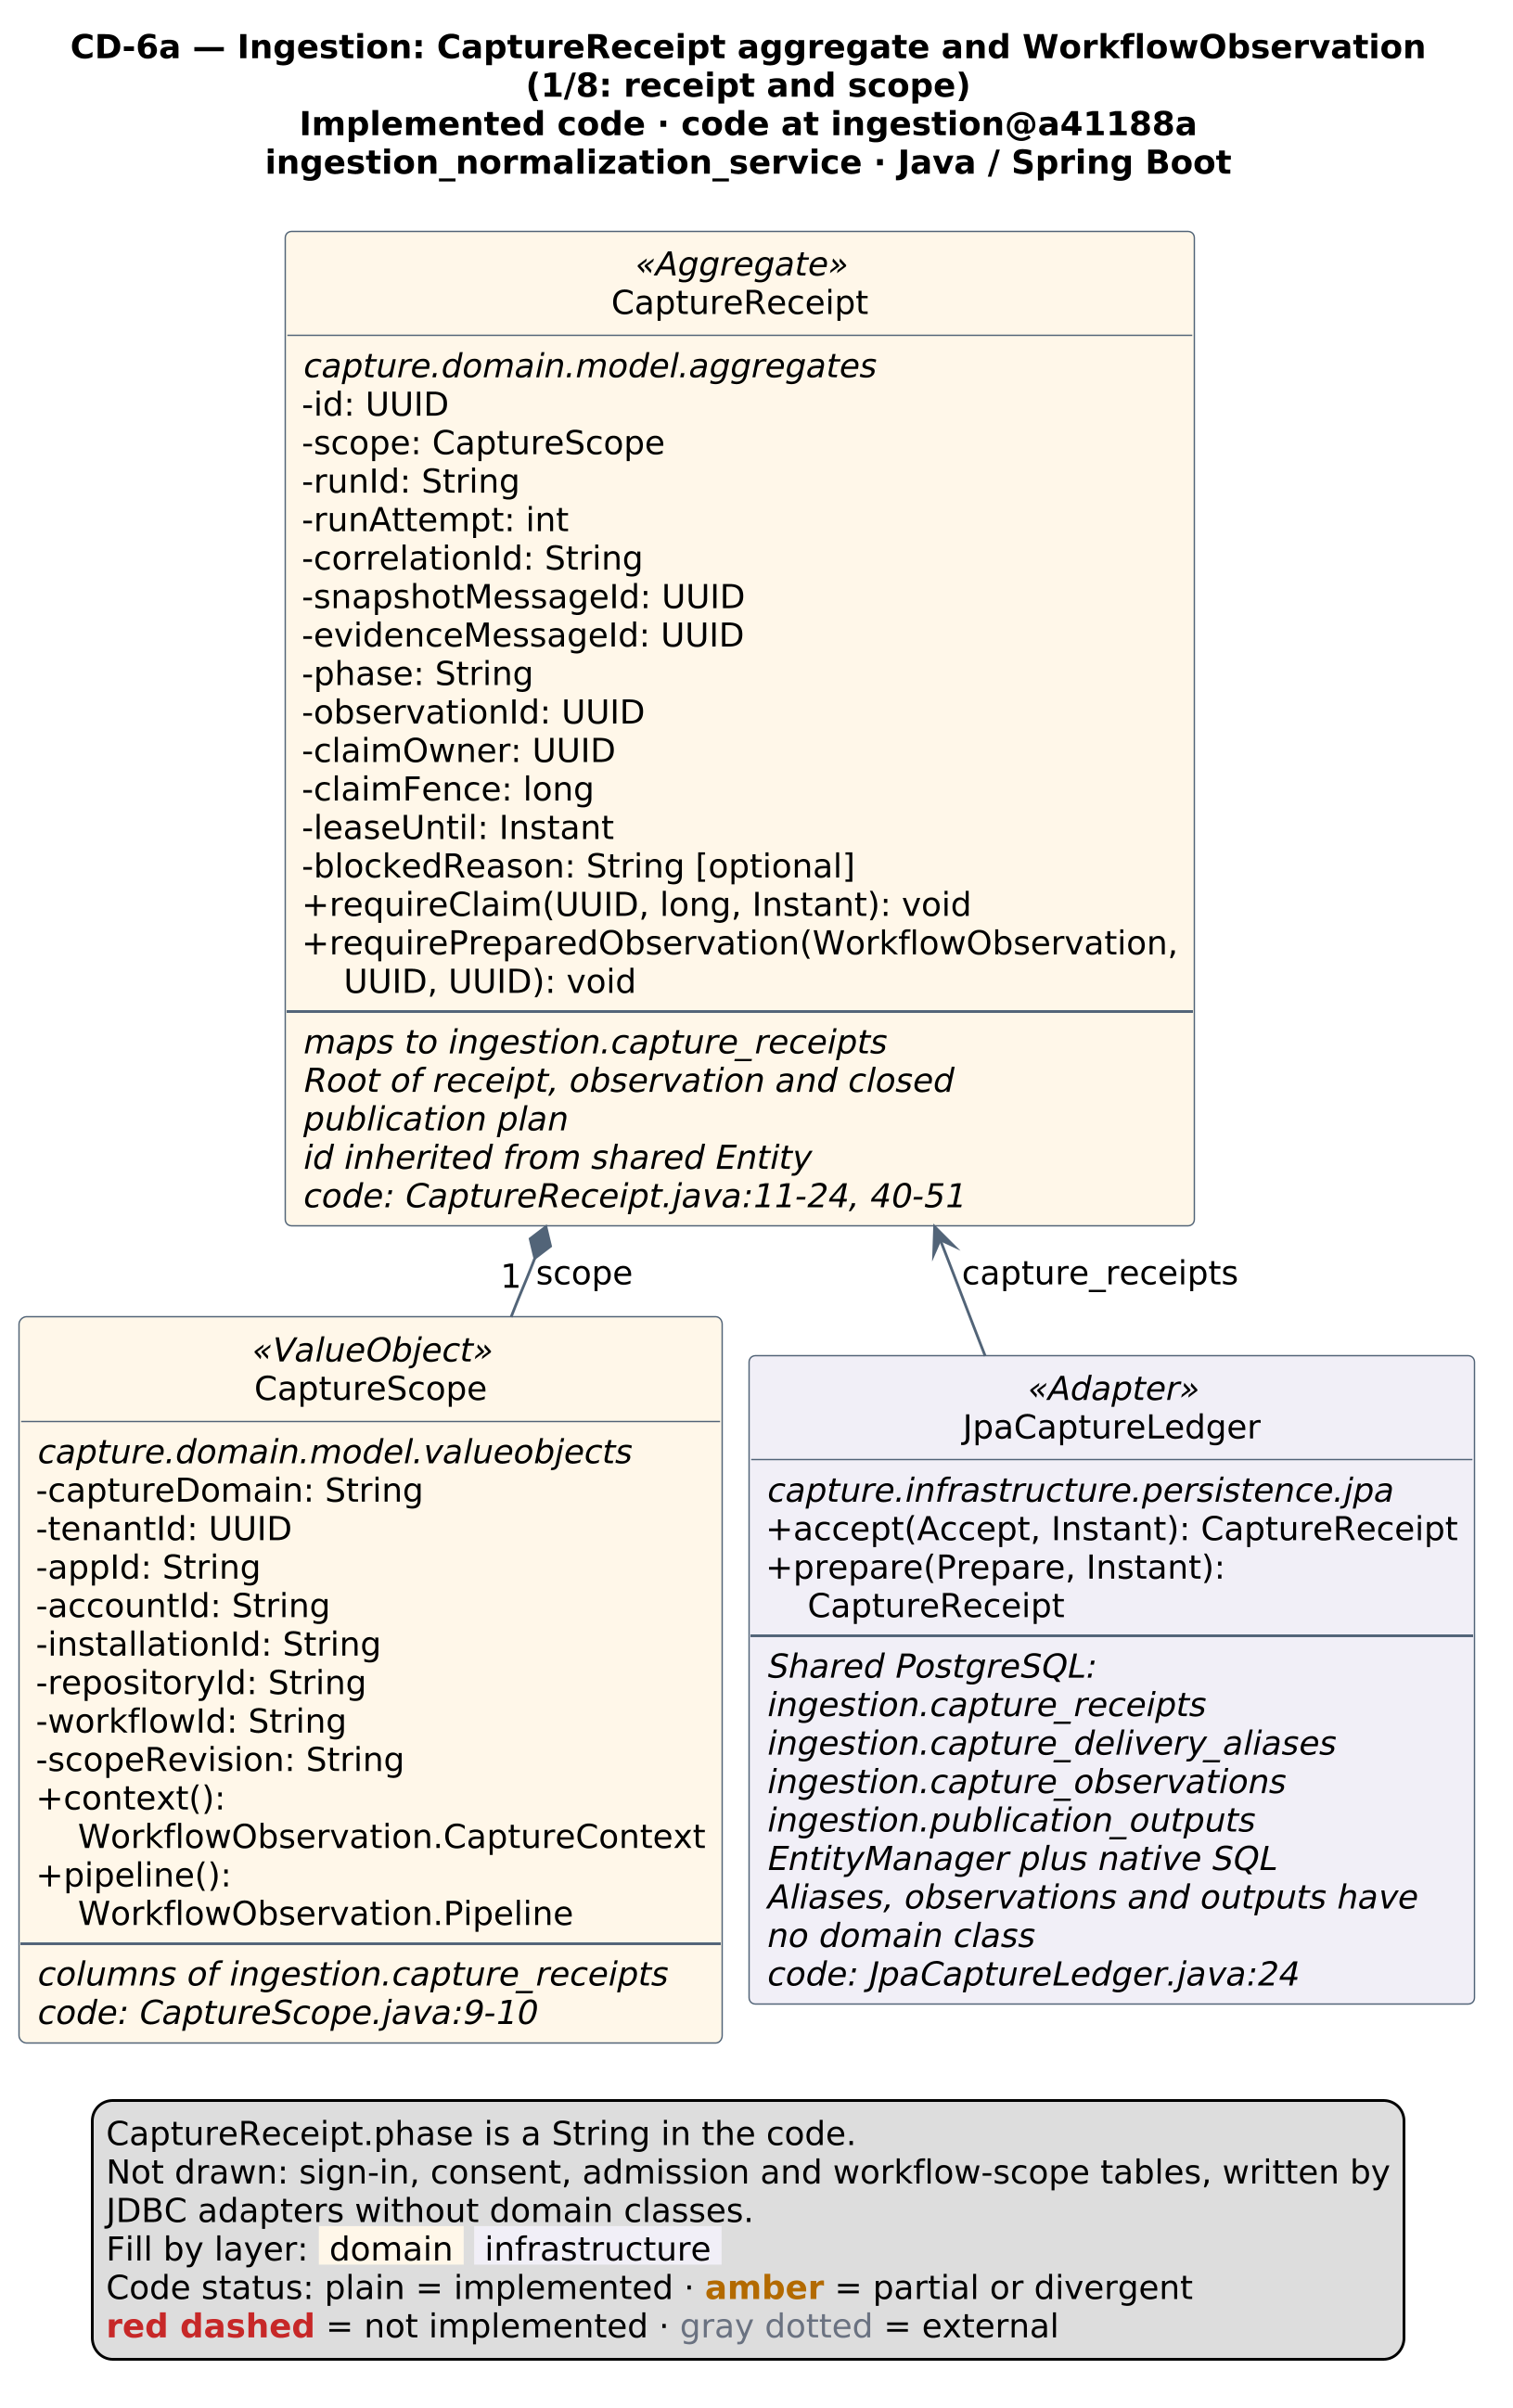 CD-6a — Ingestion: CaptureReceipt aggregate and WorkflowObservation
(1/8: receipt and scope)
Implemented code · code at ingestion@a41188a
ingestion_normalization_service · Java / Spring Boot
«Aggregate»
CaptureReceipt
capture.domain.model.aggregates
-id: UUID
-scope: CaptureScope
-runId: String
-runAttempt: int
-correlationId: String
-snapshotMessageId: UUID
-evidenceMessageId: UUID
-phase: String
-observationId: UUID
-claimOwner: UUID
-claimFence: long
-leaseUntil: Instant
-blockedReason: String [optional]
+requireClaim(UUID, long, Instant): void
+requirePreparedObservation(WorkflowObservation,
UUID, UUID): void
maps to ingestion.capture_receipts
Root of receipt, observation and closed
publication plan
id inherited from shared Entity
code: CaptureReceipt.java:11-24, 40-51
1 scope
capture_receipts
«ValueObject»
CaptureScope
capture.domain.model.valueobjects
-captureDomain: String
-tenantId: UUID
-appId: String
-accountId: String
-installationId: String
-repositoryId: String
-workflowId: String
-scopeRevision: String
+context():
WorkflowObservation.CaptureContext
+pipeline():
WorkflowObservation.Pipeline
columns of ingestion.capture_receipts
code: CaptureScope.java:9-10
«Adapter»
JpaCaptureLedger
capture.infrastructure.persistence.jpa
+accept(Accept, Instant): CaptureReceipt
+prepare(Prepare, Instant):
CaptureReceipt
Shared PostgreSQL:
ingestion.capture_receipts
ingestion.capture_delivery_aliases
ingestion.capture_observations
ingestion.publication_outputs
EntityManager plus native SQL
Aliases, observations and outputs have
no domain class
code: JpaCaptureLedger.java:24
CaptureReceipt.phase is a String in the code.
Not drawn: sign-in, consent, admission and workflow-scope tables, written by
JDBC adapters without domain classes.
Fill by layer: domain infrastructure
Code status: plain = implemented · amber = partial or divergent
red dashed = not implemented · gray dotted = external